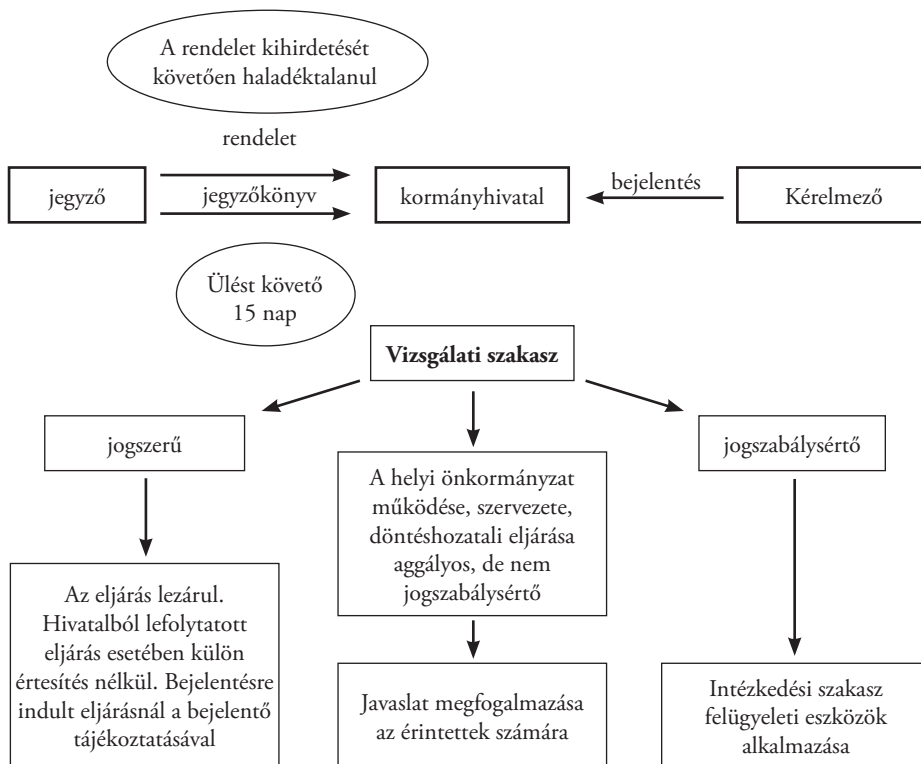 A rendelet kihirdetését
követően haladéktalanul
rendelet
jegyző
jegyzőkönyv
kormányhivatal
bejelentés
Kérelmező
Ülést követő
15 nap
Vizsgálati szakasz
jogszerű
A helyi önkormányzat
működése, szervezete,
döntéshozatali eljárása
aggályos, de nem
jogszabálysértő
jogszabálysértő
Az eljárás lezárul.
Hivatalból lefolytatott
eljárás esetében külön
értesítés nélkül. Bejelentésre
indult eljárásnál a bejelentő
tájékoztatásával
Javaslat megfogalmazása
az érintettek számára
Intézkedési szakasz
felügyeleti eszközök
alkalmazása